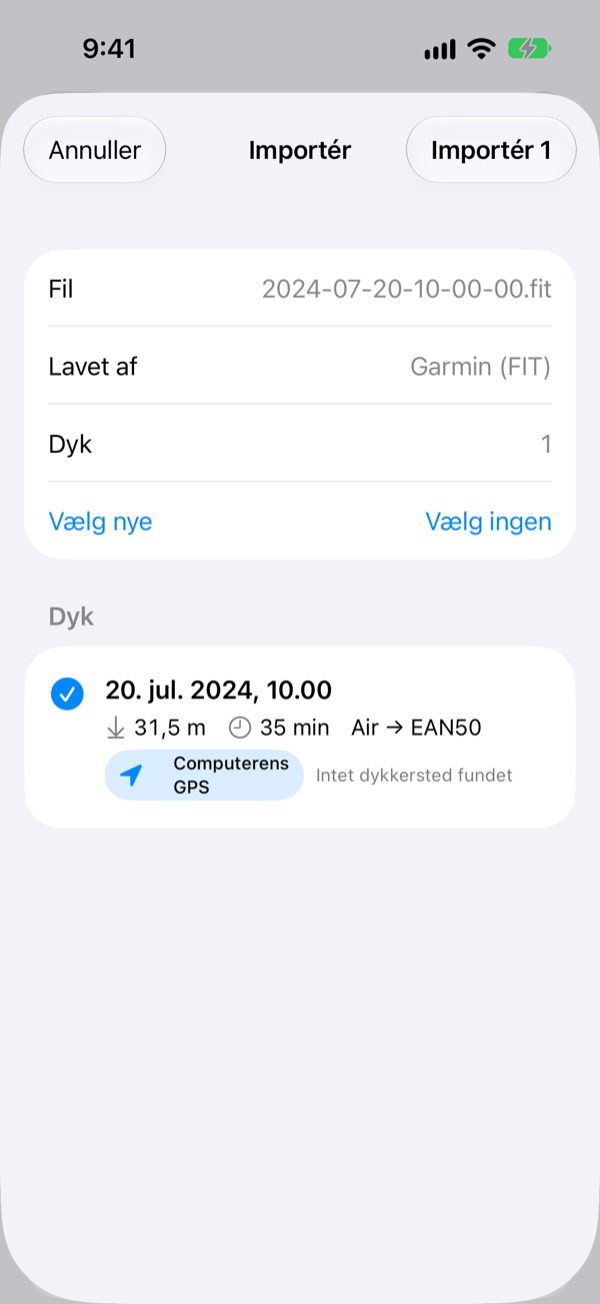 9:41
Annuller
Importér
Importér 1
Fil
2024-07-20-10-00-00.fit
Lavet af
Garmin (FIT)
Dyk
1
Vælg nye
Vælg ingen
Dyk
20. jul. 2024, 10.00
31,5 m 35 min Air → EAN50
Computerens
GPS
Intet dykkersted fundet